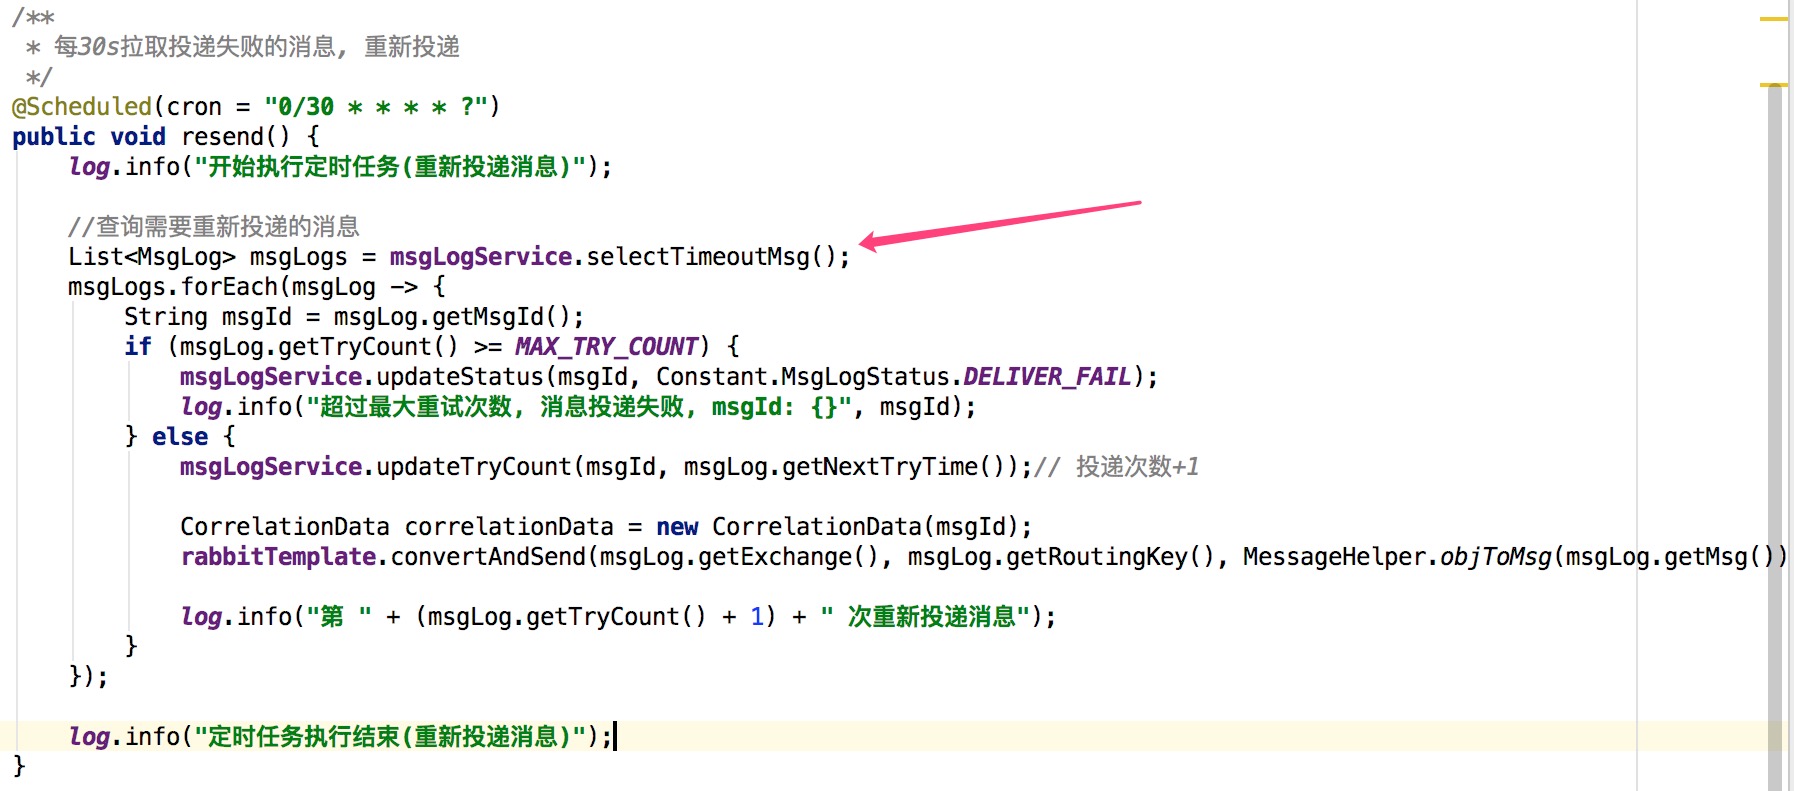 /**
 * 每30s拉取投递失败的消息, 重新投递
 */
@Scheduled(cron = "0/30 * * * * ?")
public void resend() {
    log.info("开始执行定时任务(重新投递消息)");
    //查询需要重新投递的消息
    List<MsgLog> msgLogs = msgLogService.selectTimeoutMsg();
    msgLogs.forEach(msgLog -> {
        String msgId = msgLog.getMsgId();
        if (msgLog.getTryCount() >= MAX_TRY_COUNT) {
            msgLogService.updateStatus(msgId, Constant.MsgLogStatus.DELIVER_FAIL);
            log.info("超过最大重试次数, 消息投递失败, msgId: {}", msgId);
        } else {
            msgLogService.updateTryCount(msgId, msgLog.getNextTryTime());// 投递次数+1
            CorrelationData correlationData = new CorrelationData(msgId);
            rabbitTemplate.convertAndSend(msgLog.getExchange(), msgLog.getRoutingKey(), MessageHelper.objToMsg(msgLog.getMsg())
            log.info("第 " + (msgLog.getTryCount() + 1) + " 次重新投递消息");
        }
    });
    log.info("定时任务执行结束(重新投递消息)");
}